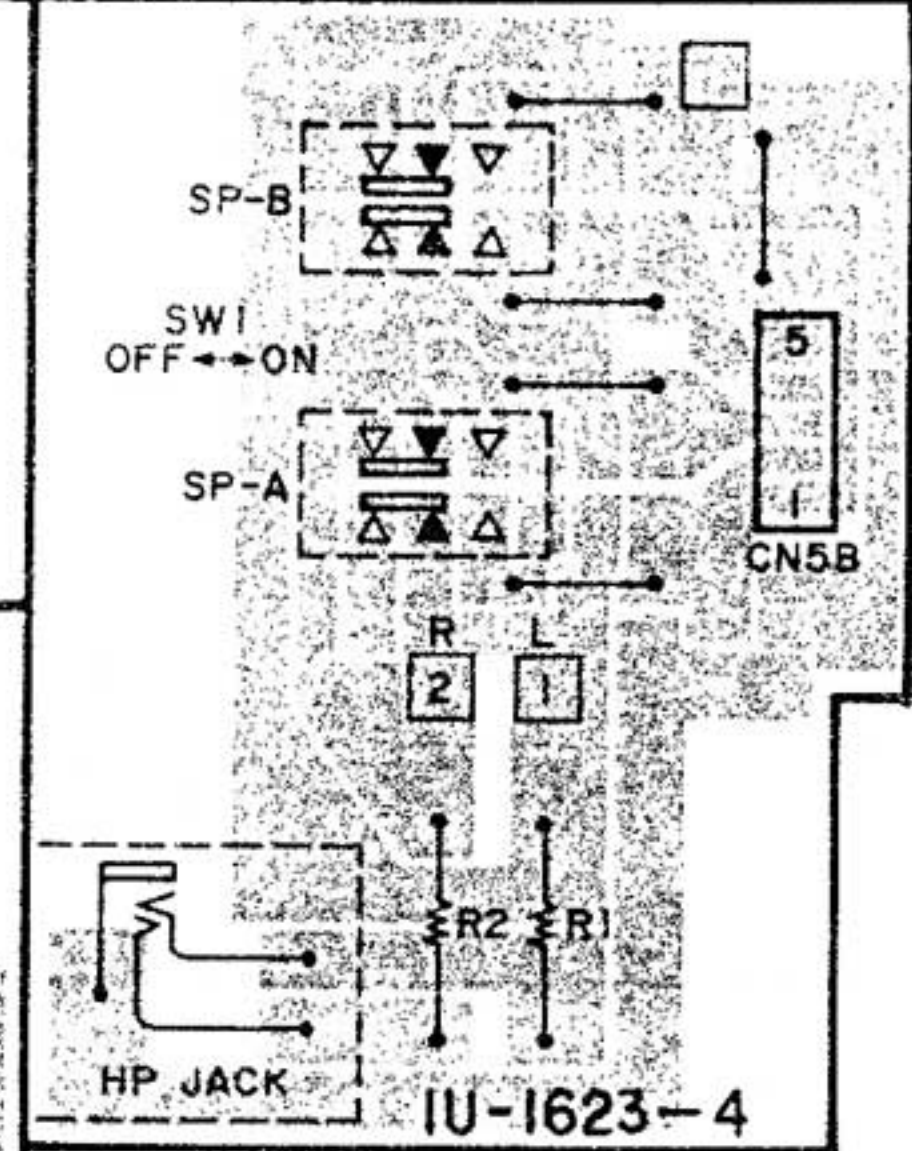 SP-B
SW1
OFF ◄-►ON
5
SP-A
1
CN5B
R L
2 1
R2 R1
HP JACK
1U-1623-4